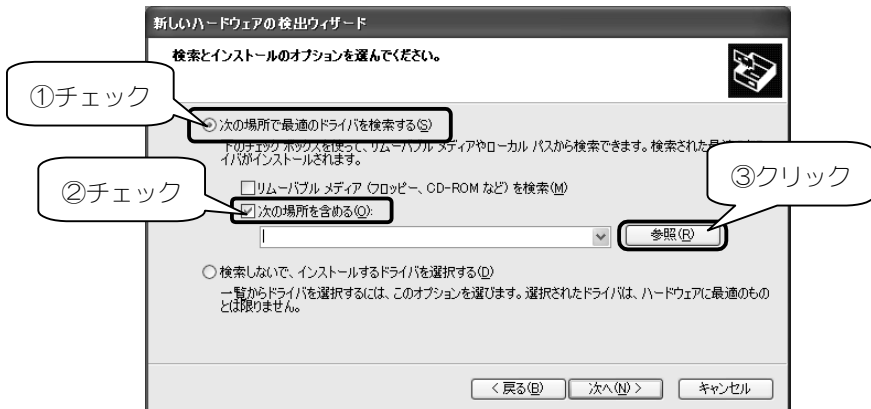 新しいハードウェアの検出ウィザード
検索とインストールのオプションを選んでください。
①チェック
次の場所で最適のドライバを検索する(S)
下のチェック ボックスを使って、リムーバブル メディアやローカル パスから検索できます。検索された最
イバがインストールされます。
③クリック
②チェック
リムーバブル メディア (フロッピー、CD-ROM など) を検索(M)
次の場所を含める(O):
参照(R)
検索しないで、インストールするドライバを選択する(D)
一覧からドライバを選択するには、このオプションを選びます。選択されたドライバは、ハードウェアに最適のもの
とは限りません。
< 戻る(B)
次へ(N) >
キャンセル